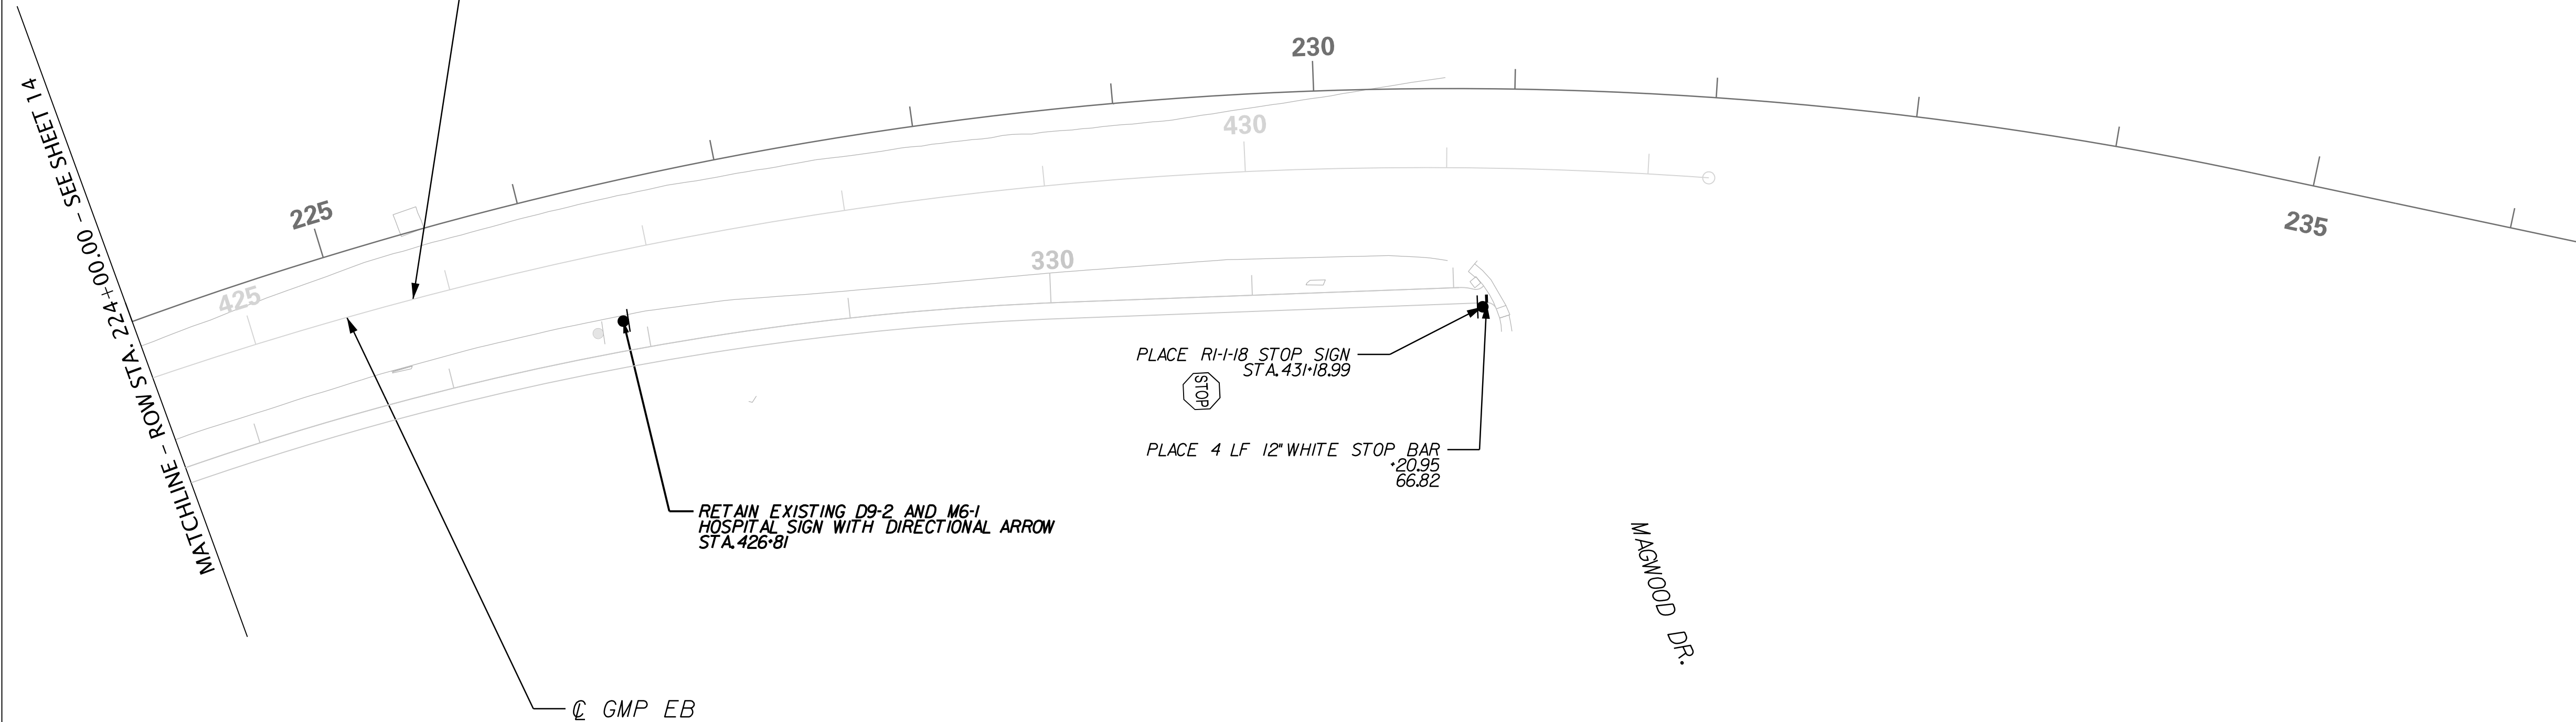 230
430
MATCHLINE - ROW STA. 224+00.00 - SEE SHEET 14
225
235
425
330
PLACE R1-1-18 STOP SIGN
STA.431+18.99
STOP
PLACE 4 LF 12" WHITE STOP BAR
+20.95
66.82
RETAIN EXISTING D9-2 AND M6-1
HOSPITAL SIGN WITH DIRECTIONAL ARROW
STA.426+81
MAGWOOD DR.
℄ GMP EB